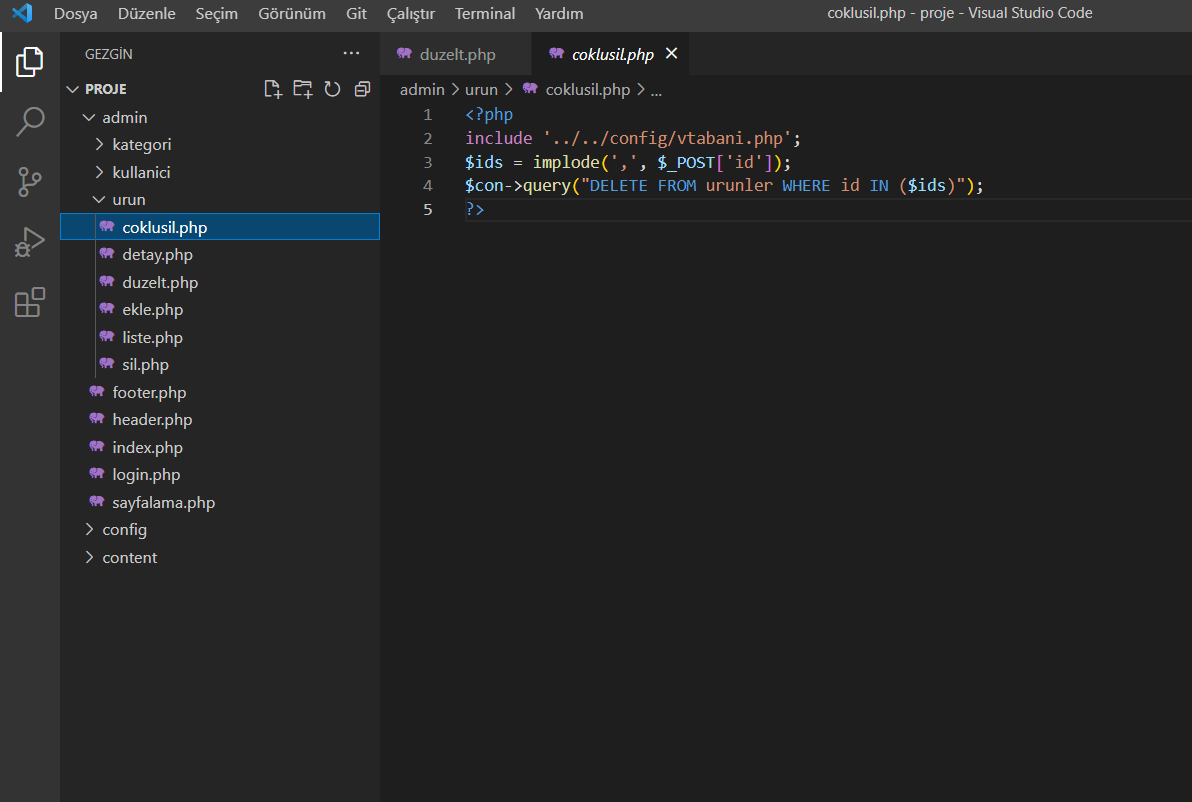 Dosya Düzenle Seçim Görünüm Git Çalıştır Terminal Yardım coklusil.php - proje - Visual Studio Code
GEZGİN
PROJE
admin
kategori
kullanici
urun
coklusil.php
detay.php
duzelt.php
ekle.php
liste.php
sil.php
footer.php
header.php
index.php
login.php
sayfalama.php
config
content
duzelt.php coklusil.php
admin > urun > coklusil.php > ...
1 <?php
2 include '../../config/vtabani.php';
3 $ids = implode(',', $_POST['id']);
4 $con->query("DELETE FROM urunler WHERE id IN ($ids)");
5 ?>